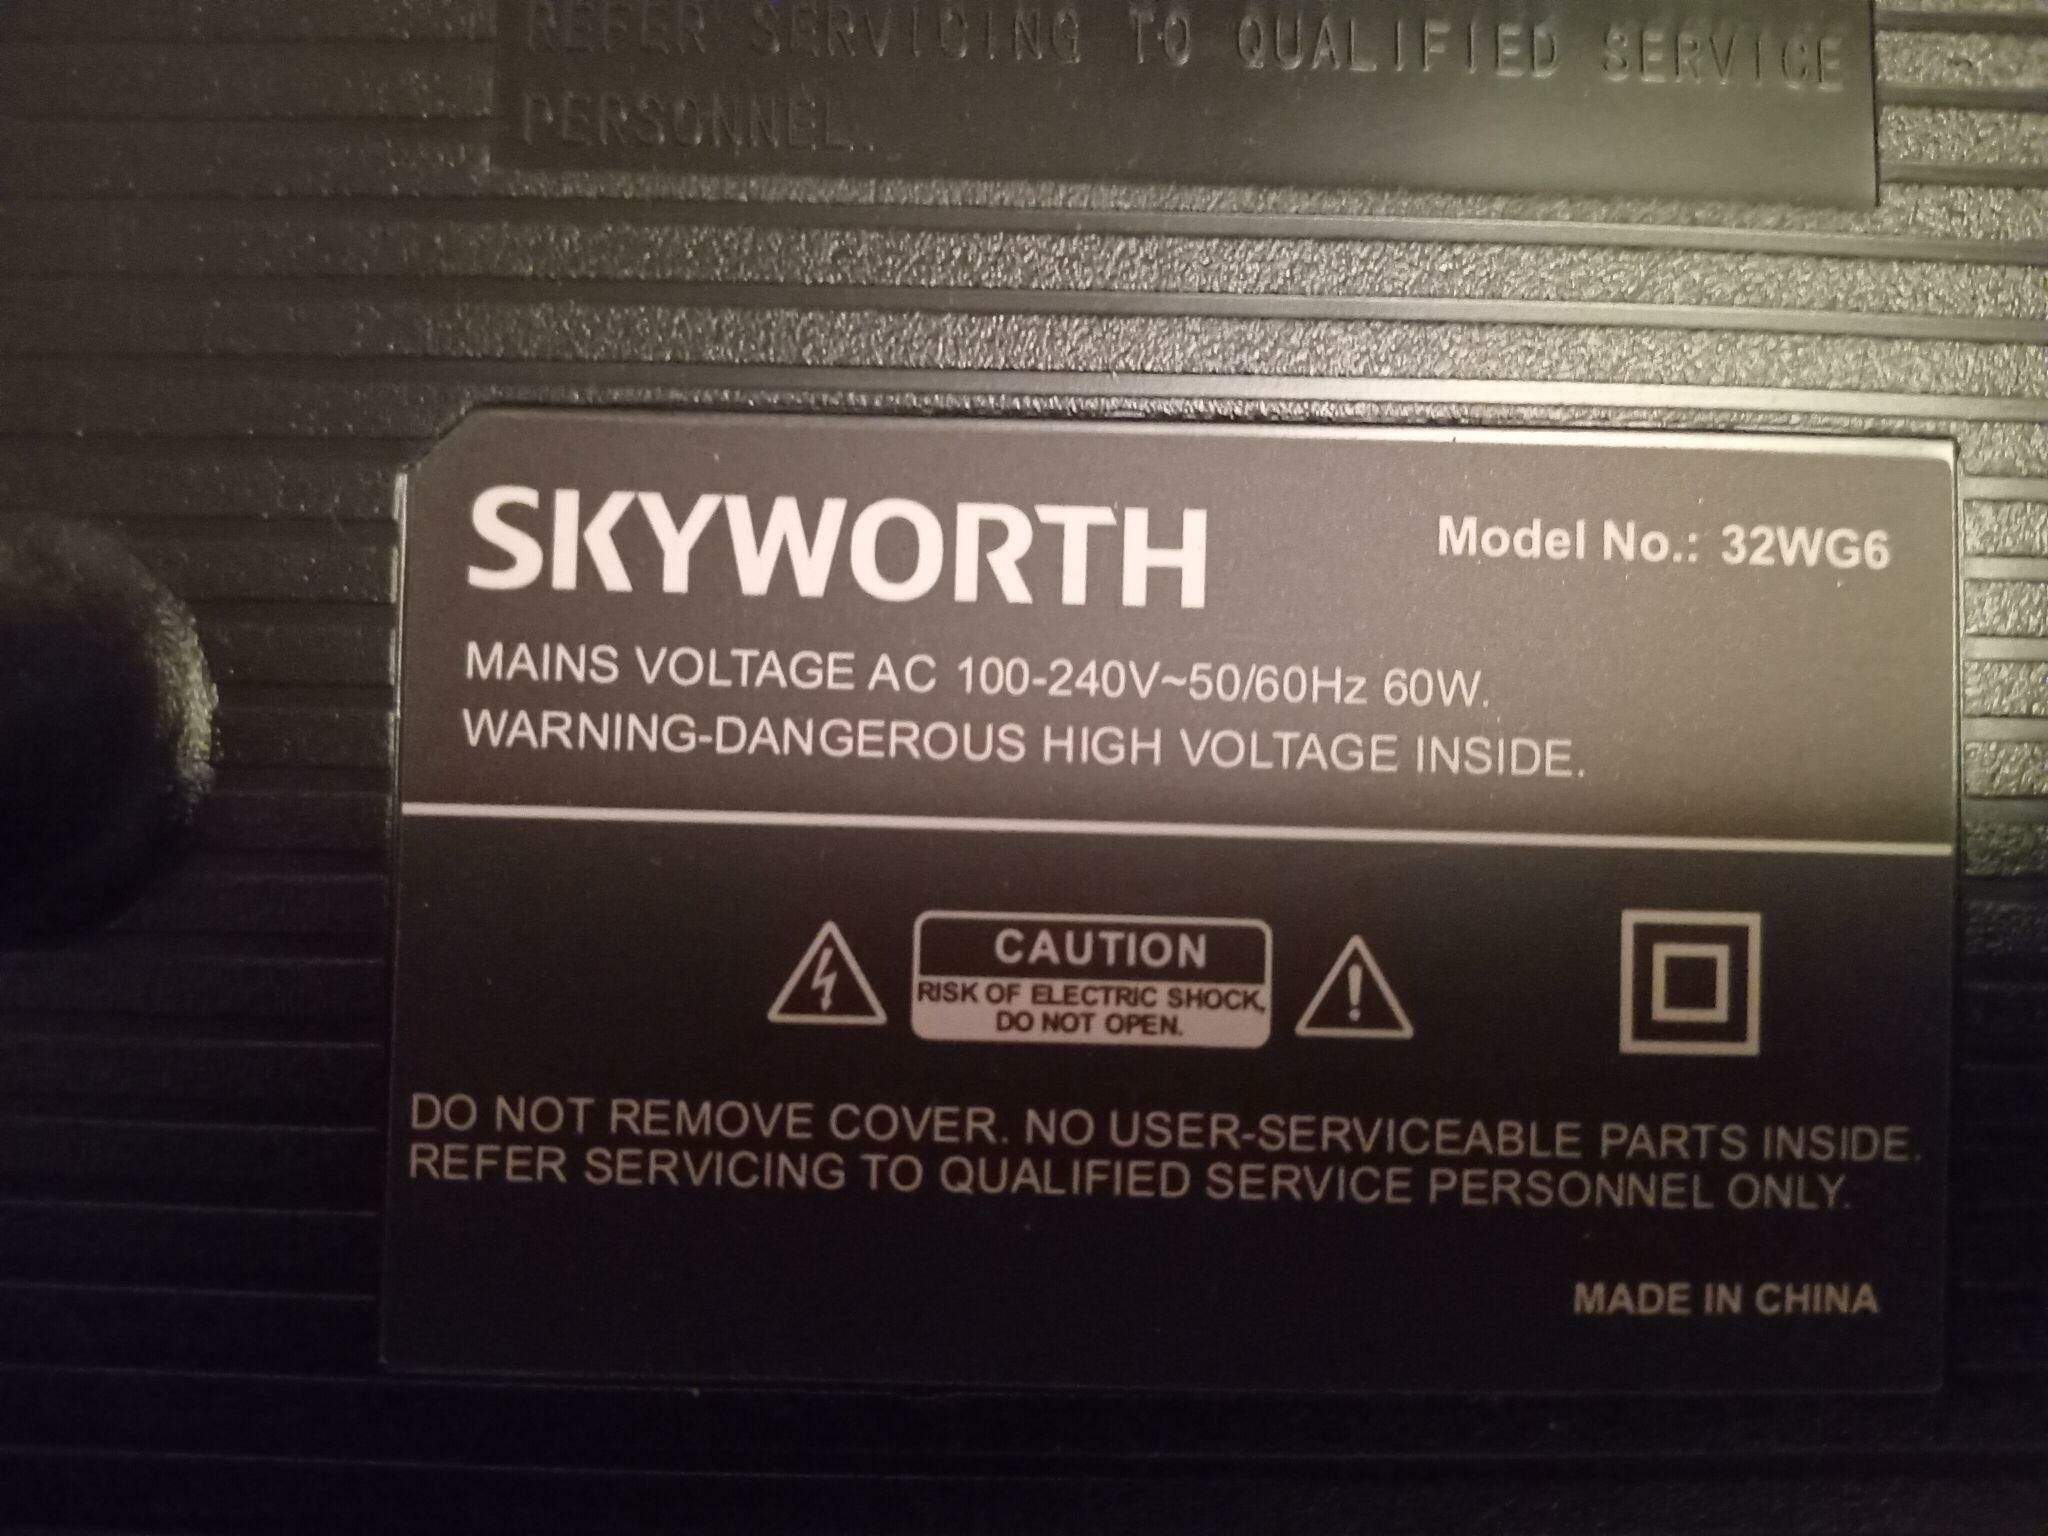 REFER SERVICING TO QUALIFIED SERVICE
PERSONNEL.
SKYWORTH
Model No.: 32WG6
MAINS VOLTAGE AC 100-240V~50/60Hz 60W.
WARNING-DANGEROUS HIGH VOLTAGE INSIDE.
CAUTION
RISK OF ELECTRIC SHOCK,
DO NOT OPEN.
DO NOT REMOVE COVER. NO USER-SERVICEABLE PARTS INSIDE.
REFER SERVICING TO QUALIFIED SERVICE PERSONNEL ONLY.
MADE IN CHINA